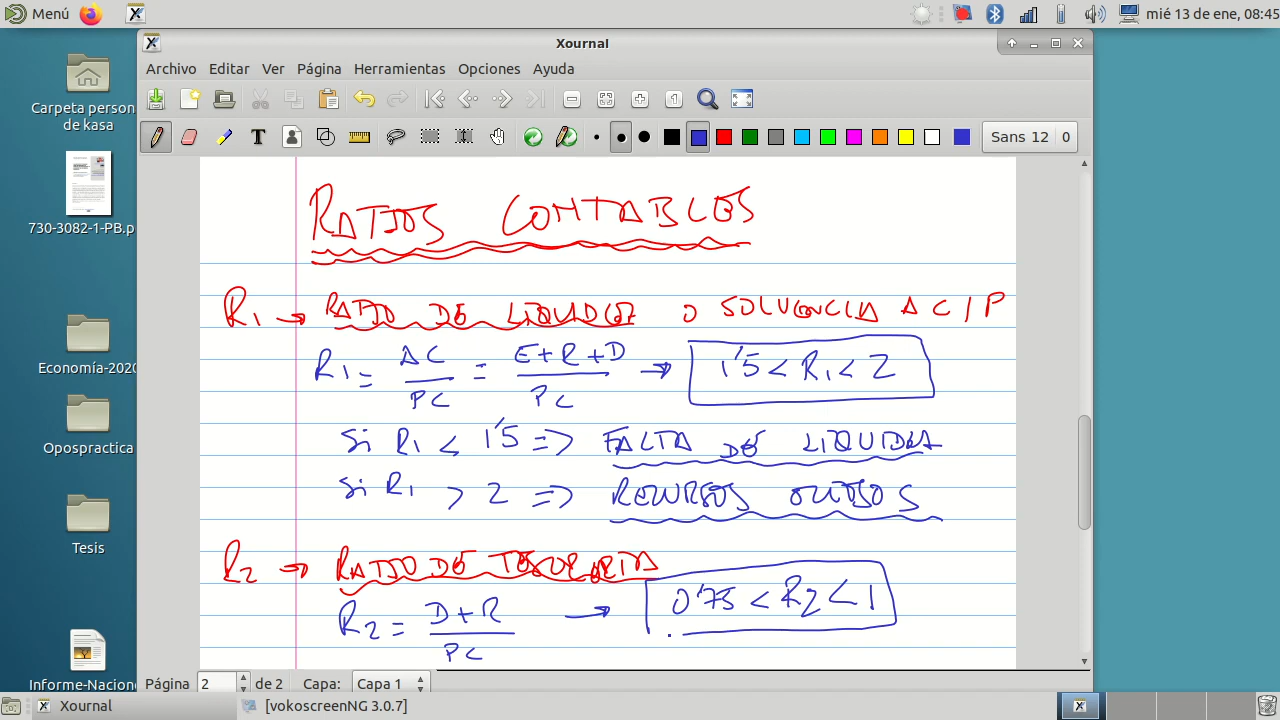 Menú
mié 13 de ene, 08:45
Xournal
Archivo Editar Ver Página Herramientas Opciones Ayuda
Sans 12 0
Carpeta person
de kasa
730-3082-1-PB.p
Economía-2020
Opospractica
Tesis
Informe-Nacion
RATIOS CONTABLES
R1 → RATIO DE LIQUIDEZ o SOLVENCIA A C/P
R1 = AC/PC = E+R+D/PC → 1'5 < R1 < 2
Si R1 < 1'5 => FALTA DE LIQUIDEZ
Si R1 > 2 => RECURSOS OCIOSOS
R2 → RATIO DE TESORERIA
R2 = D+R/PC → 0'75 < R2 < 1
Página 2 de 2 Capa: Capa 1
Xournal
[vokoscreenNG 3.0.7]